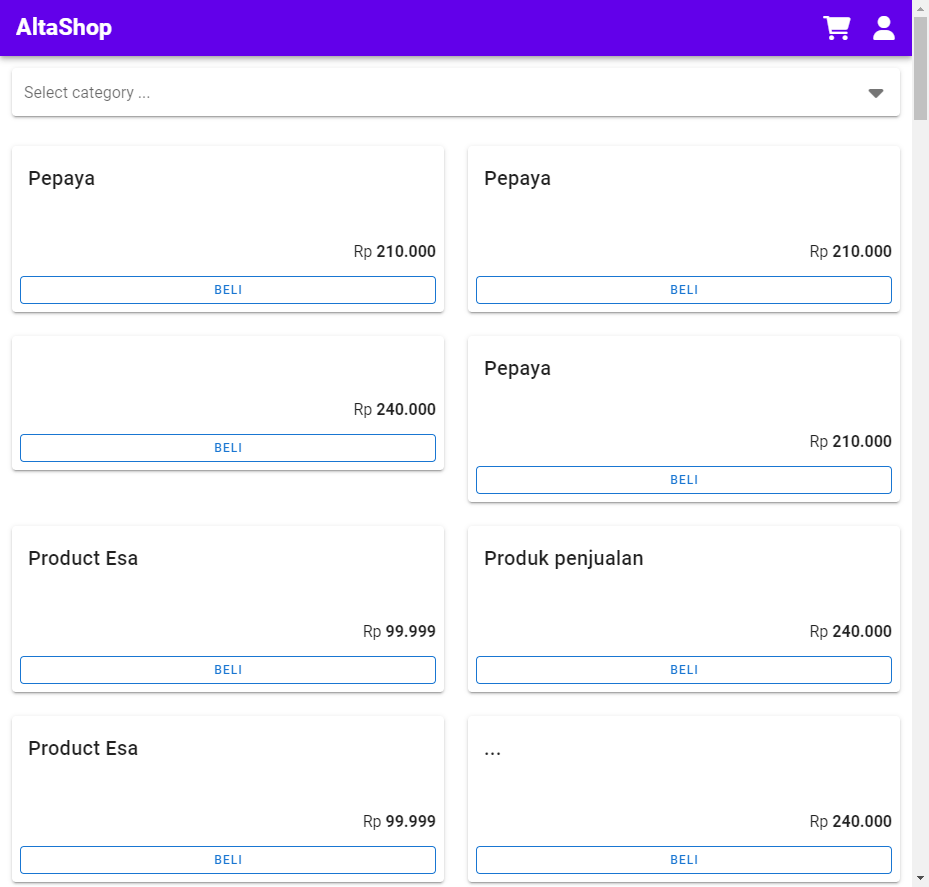 AltaShop
Select category ...
Pepaya
Rp 210.000
BELI
Pepaya
Rp 210.000
BELI
Rp 240.000
BELI
Pepaya
Rp 210.000
BELI
Product Esa
Rp 99.999
BELI
Produk penjualan
Rp 240.000
BELI
Product Esa
Rp 99.999
BELI
...
Rp 240.000
BELI